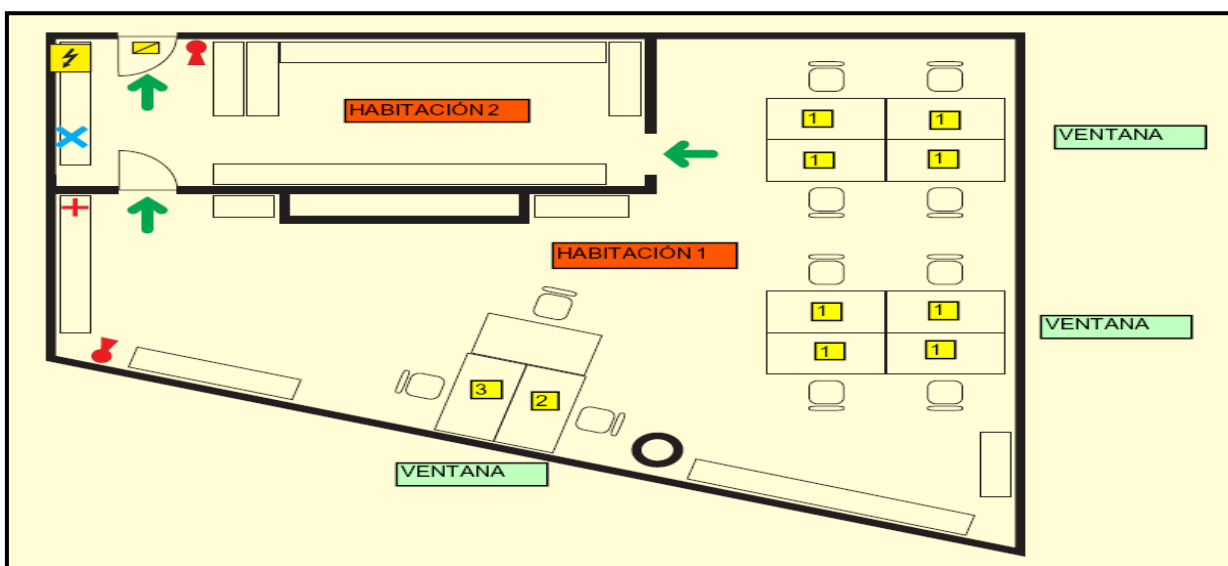 HABITACIÓN 2
1 1
VENTANA
1 1
HABITACIÓN 1
1 1
VENTANA
1 1
3 2
VENTANA